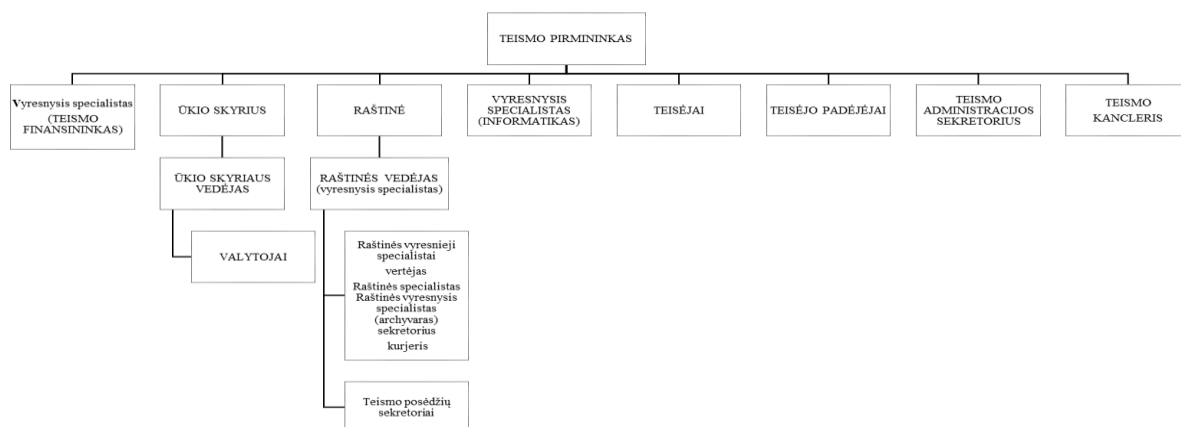 TEISMO PIRMININKAS
Vyresnysis specialistas
(TEISMO
FINANSININKAS)
ŪKIO SKYRIUS
RAŠTINĖ
VYRESNYSIS
SPECIALISTAS
(INFORMATIKAS)
TEISĖJAI
TEISĖJO PADĖJĖJAI
TEISMO
ADMINISTRACIJOS
SEKRETORIUS
TEISMO
KANCLERIS
ŪKIO SKYRIAUS
VEDĖJAS
RAŠTINĖS VEDĖJAS
(vyresnysis specialistas)
VALYTOJAI
Raštinės vyresnieji
specialistai
vertėjas
Raštinės specialistas
Raštinės vyresnysis
specialistas
(archyvaras)
sekretorius
kurjeris
Teismo posėdžių
sekretoriai